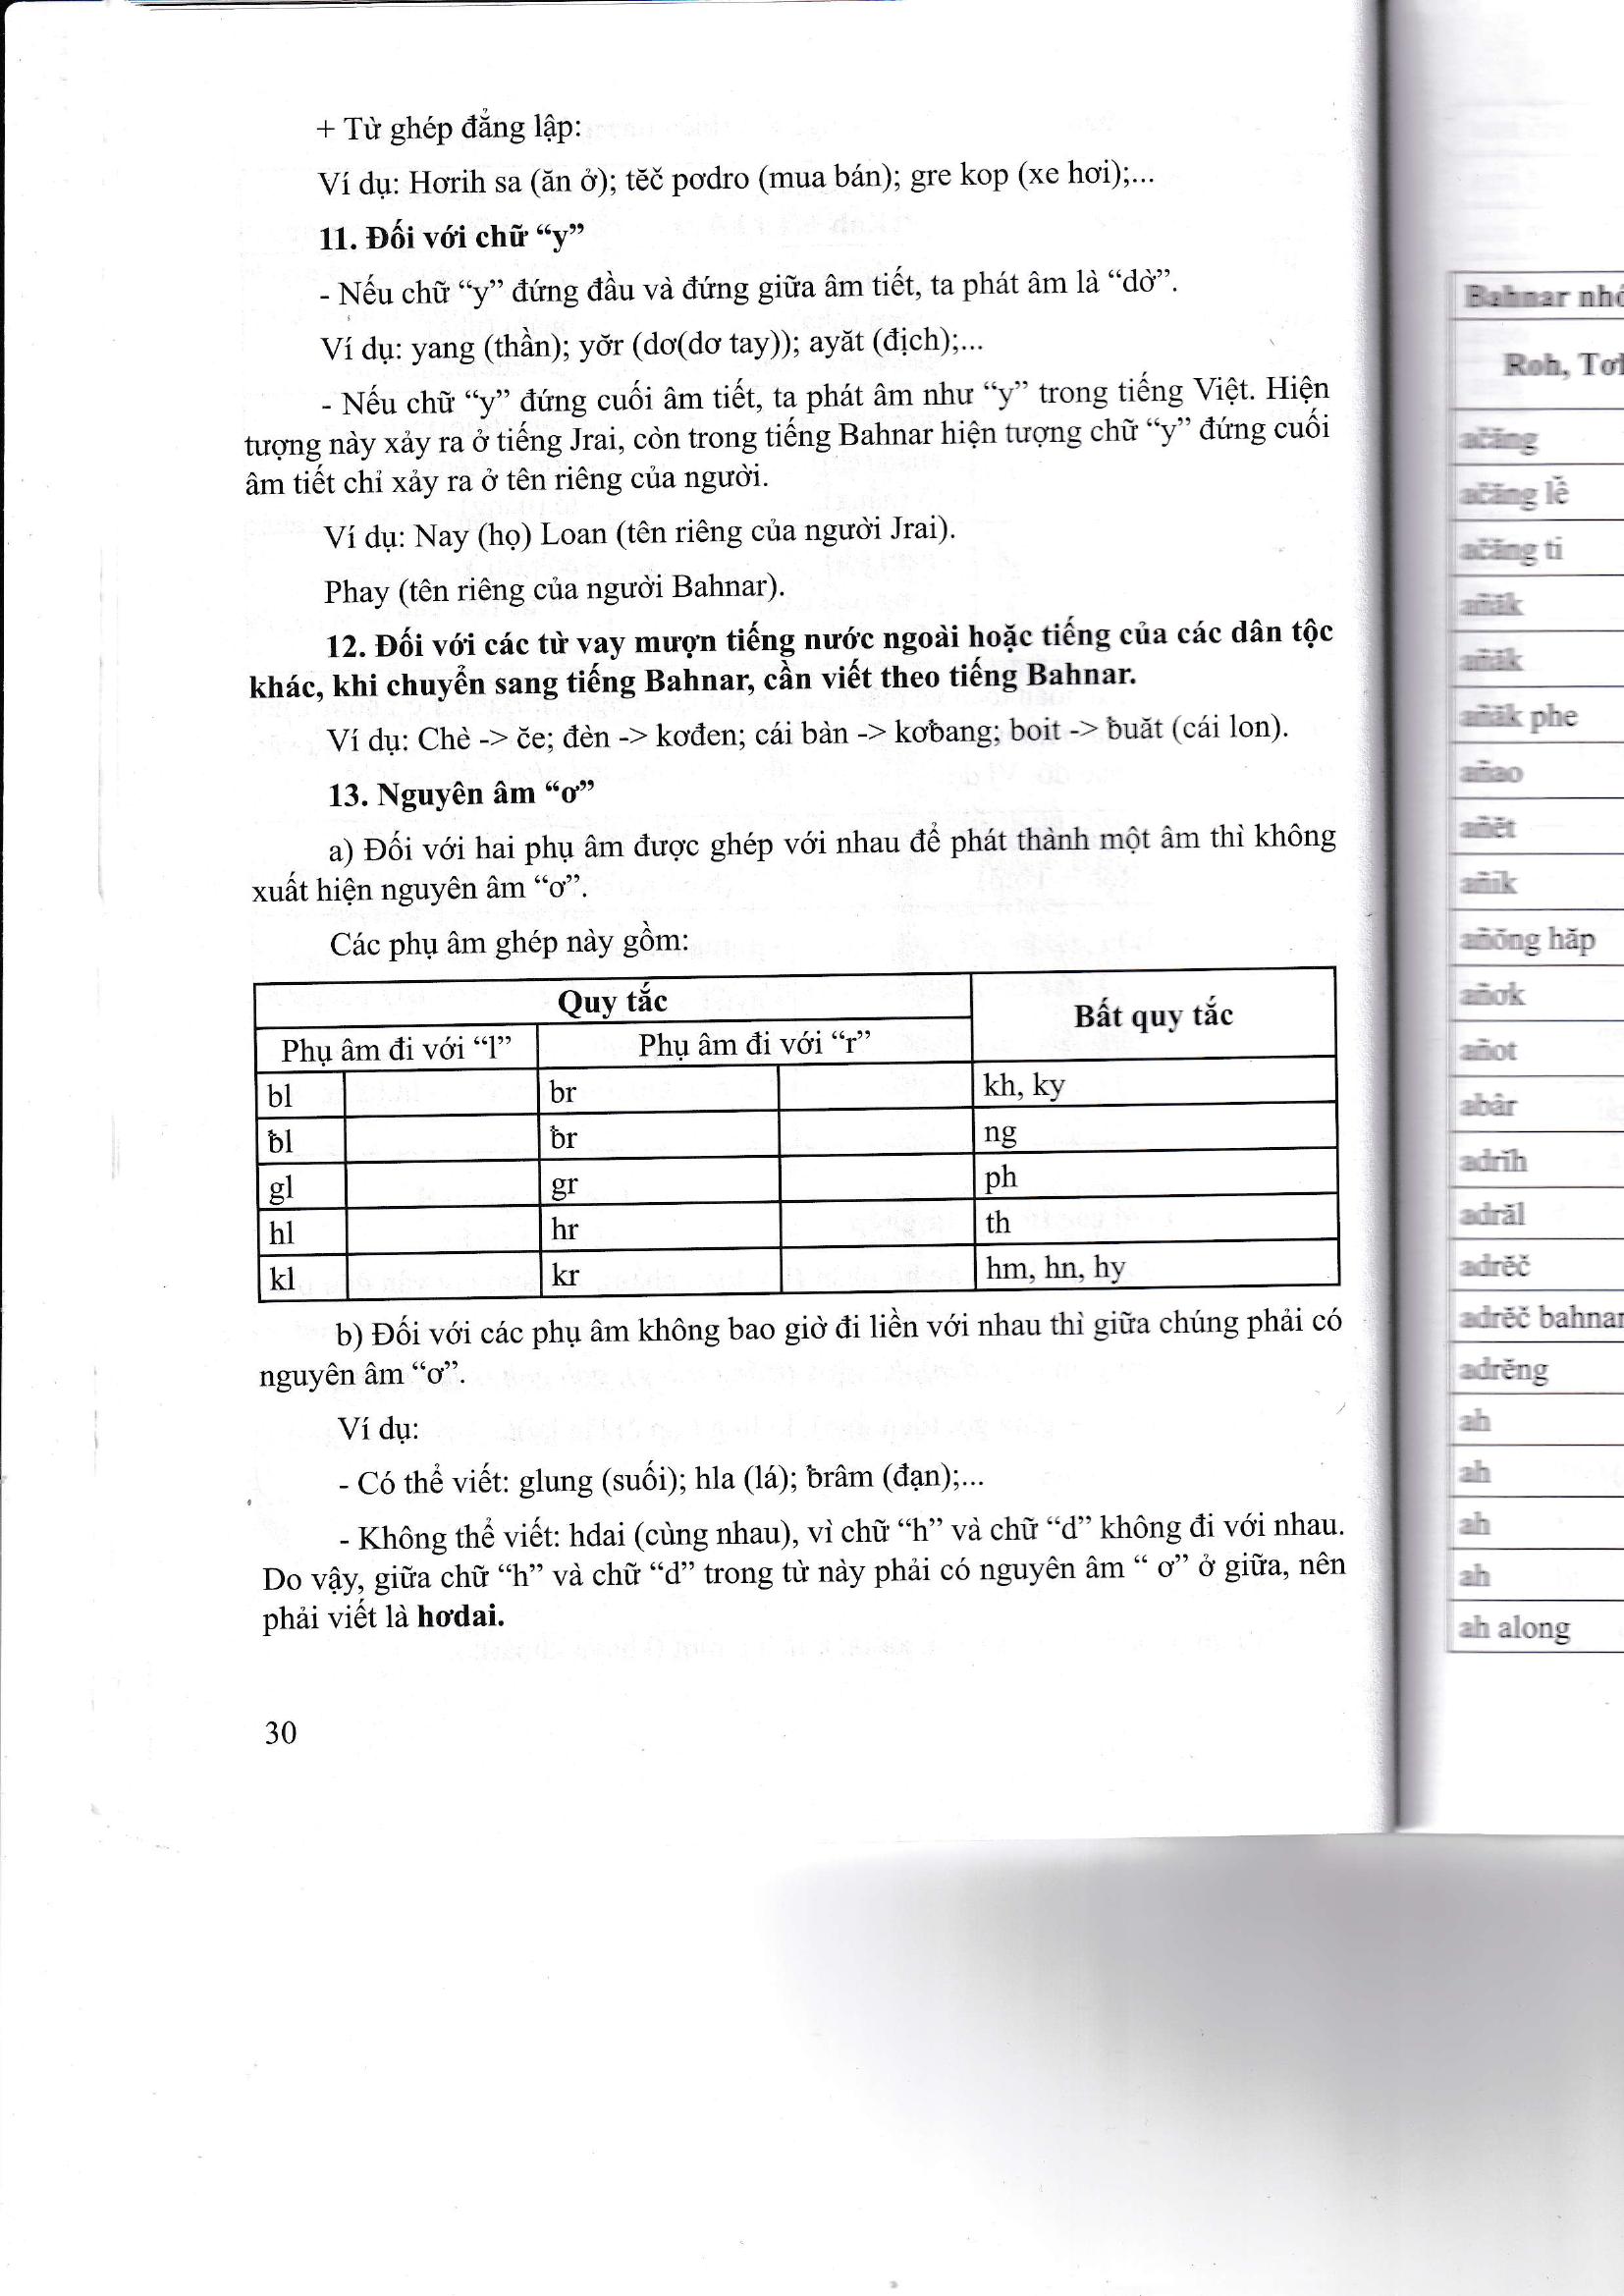 + Từ ghép đẳng lập:
Ví dụ: Hơrih sa (ăn ở); tĕč pơdro (mua bán); gre kop (xe hơi);...
11. Đối với chữ “y”
- Nếu chữ “y” đứng đầu và đứng giữa âm tiết, ta phát âm là “dờ”.
Ví dụ: yang (thần); yơ̆r (dơ(dơ tay)); ayăt (địch);...
- Nếu chữ “y” đứng cuối âm tiết, ta phát âm như “y” trong tiếng Việt. Hiện
tượng này xảy ra ở tiếng Jrai, còn trong tiếng Bahnar hiện tượng chữ “y” đứng cuối
âm tiết chỉ xảy ra ở tên riêng của người.
Ví dụ: Nay (họ) Loan (tên riêng của người Jrai).
Phay (tên riêng của người Bahnar).
12. Đối với các từ vay mượn tiếng nước ngoài hoặc tiếng của các dân tộc
khác, khi chuyển sang tiếng Bahnar, cần viết theo tiếng Bahnar.
Ví dụ: Chè -> če; đèn -> kơđen; cái bàn -> kơƀang; boit -> ƀuăt (cái lon).
13. Nguyên âm “ơ”
a) Đối với hai phụ âm được ghép với nhau để phát thành một âm thì không
xuất hiện nguyên âm “ơ”.
Các phụ âm ghép này gồm:
Quy tắc Bất quy tắc
Phụ âm đi với “l” Phụ âm đi với “r”
bl br kh, ky
ƀl ƀr ng
gl gr ph
hl hr th
kl kr hm, hn, hy
b) Đối với các phụ âm không bao giờ đi liền với nhau thì giữa chúng phải có
nguyên âm “ơ”.
Ví dụ:
- Có thể viết: glung (suối); hla (lá); ƀrâm (đạn);...
- Không thể viết: hdai (cùng nhau), vì chữ “h” và chữ “d” không đi với nhau.
Do vậy, giữa chữ “h” và chữ “d” trong từ này phải có nguyên âm “ ơ” ở giữa, nên
phải viết là hơdai.
30
Bahnar
Roh,
ačăng
ačăng lĕ
ačăng ti
añăk
añăk
añăk phe
añao
añĕt
añik
añŏng hăp
añơk
añot
abâr
adrih
adrăl
adrĕč
adrĕč bahnar
adrĕng
ah
ah
ah
ah
ah along